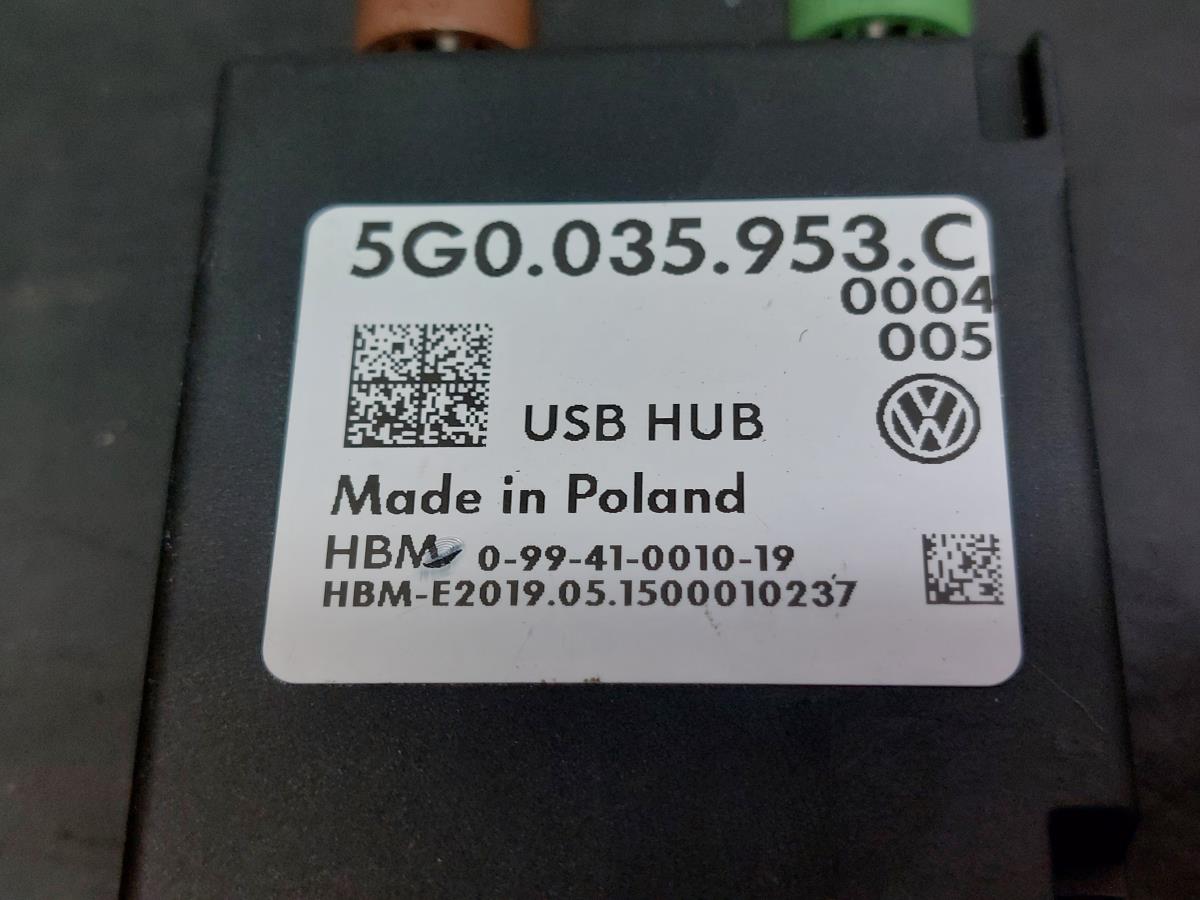 5G0.035.953.C
0004
005
USB HUB
Made in Poland
HBM 0-99-41-0010-19
HBM-E2019.05.1500010237